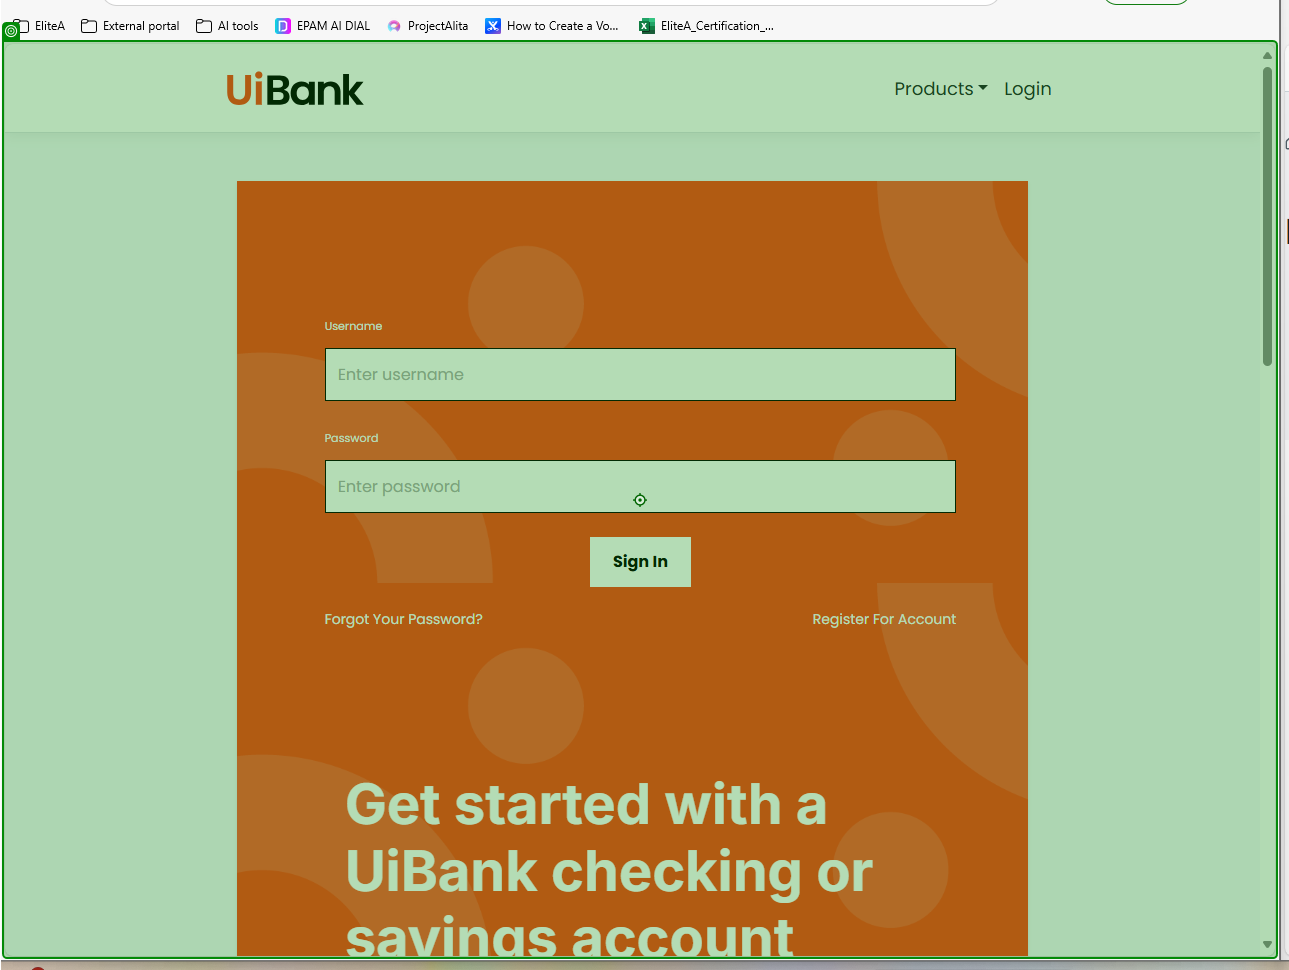 EliteA
External portal
AI tools
EPAM AI DIAL
ProjectAlita
How to Create a Vo...
EliteA_Certification_...
UiBank
Products
Login
Username
Enter username
Password
Enter password
Sign In
Forgot Your Password?
Register For Account
Get started with a
UiBank checking or
savings account